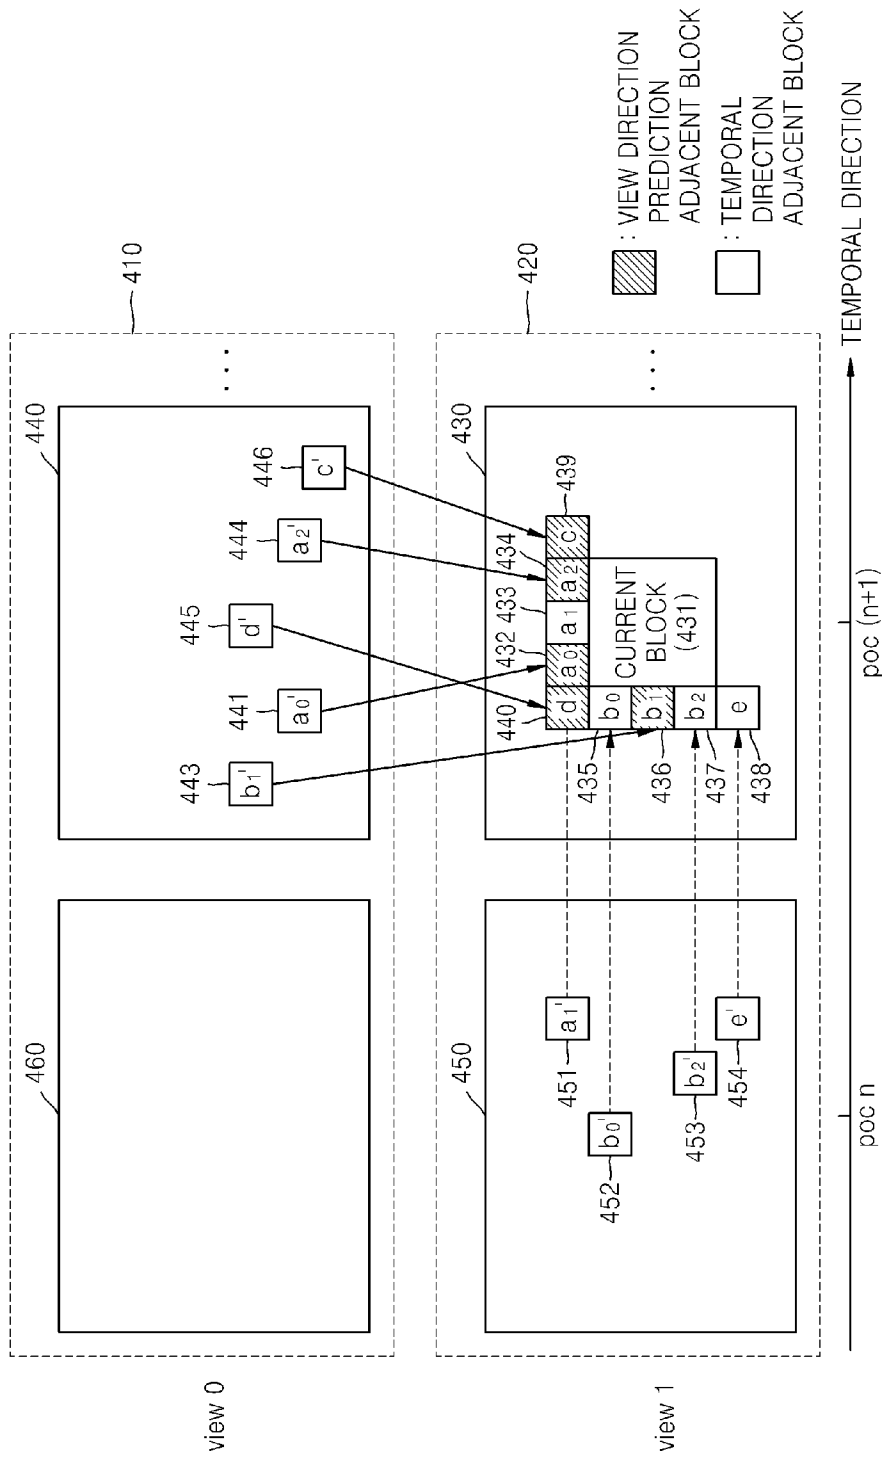 410
440
446
c'
444
a2'
445
d'
441
a0'
443
b1'
...
460
view 0
420
430
439
434
433
432
440
d
a0
a1
a2
c
b0
b1
b2
e
CURRENT
BLOCK
(431)
435
436
437
438
...
450
a1'
451
b0'
452
b2'
453
e'
454
view 1
: VIEW DIRECTION
PREDICTION
ADJACENT BLOCK
: TEMPORAL
DIRECTION
ADJACENT BLOCK
poc n
poc (n+1)
TEMPORAL DIRECTION